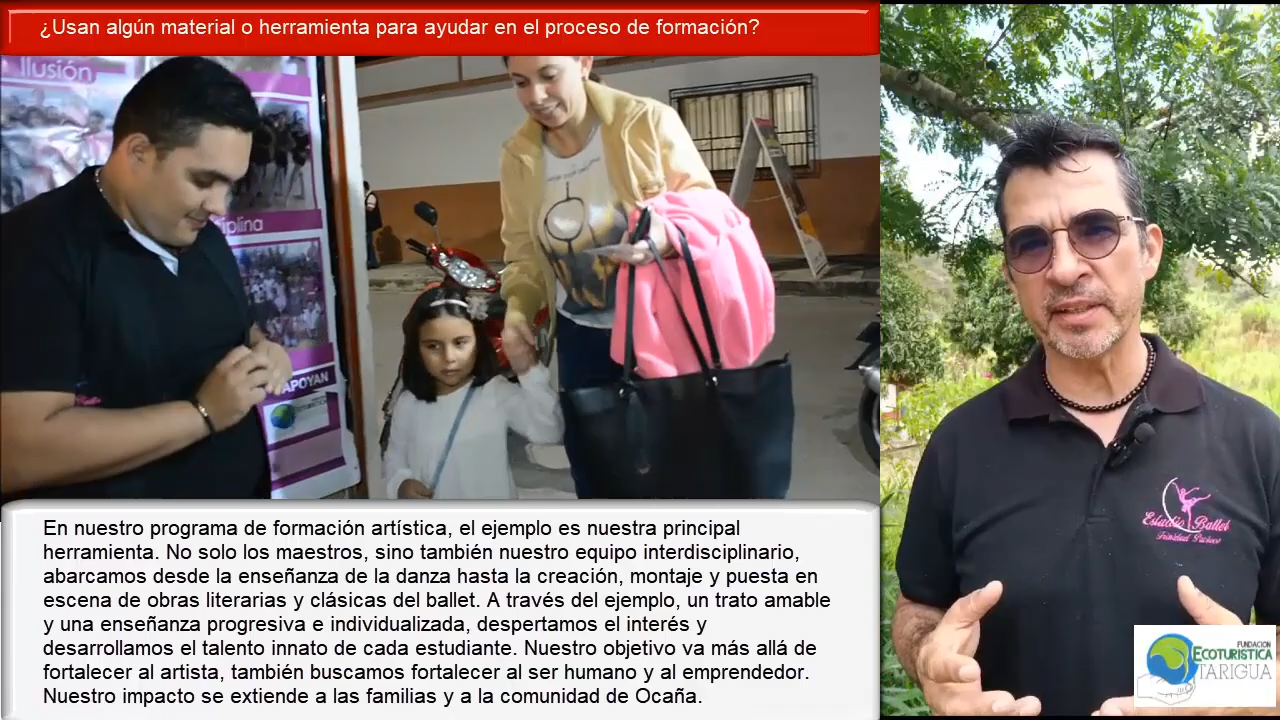 ¿Usan algún material o herramienta para ayudar en el proceso de formación?
Ilusión
iplina
APOYAN
En nuestro programa de formación artística, el ejemplo es nuestra principal
herramienta. No solo los maestros, sino también nuestro equipo interdisciplinario,
abarcamos desde la enseñanza de la danza hasta la creación, montaje y puesta en
escena de obras literarias y clásicas del ballet. A través del ejemplo, un trato amable
y una enseñanza progresiva e individualizada, despertamos el interés y
desarrollamos el talento innato de cada estudiante. Nuestro objetivo va más allá de
fortalecer al artista, también buscamos fortalecer al ser humano y al emprendedor.
Nuestro impacto se extiende a las familias y a la comunidad de Ocaña.
Estudio Ballet
Trinidad Pacheco
FUNDACION
ECOTURISTICA
TARIGUA